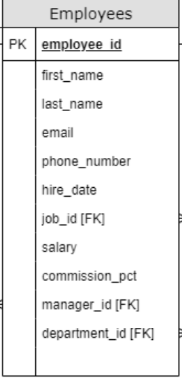 Employees
PK employee_id
first_name
last_name
email
phone_number
hire_date
job_id [FK]
salary
commission_pct
manager_id [FK]
department_id [FK]